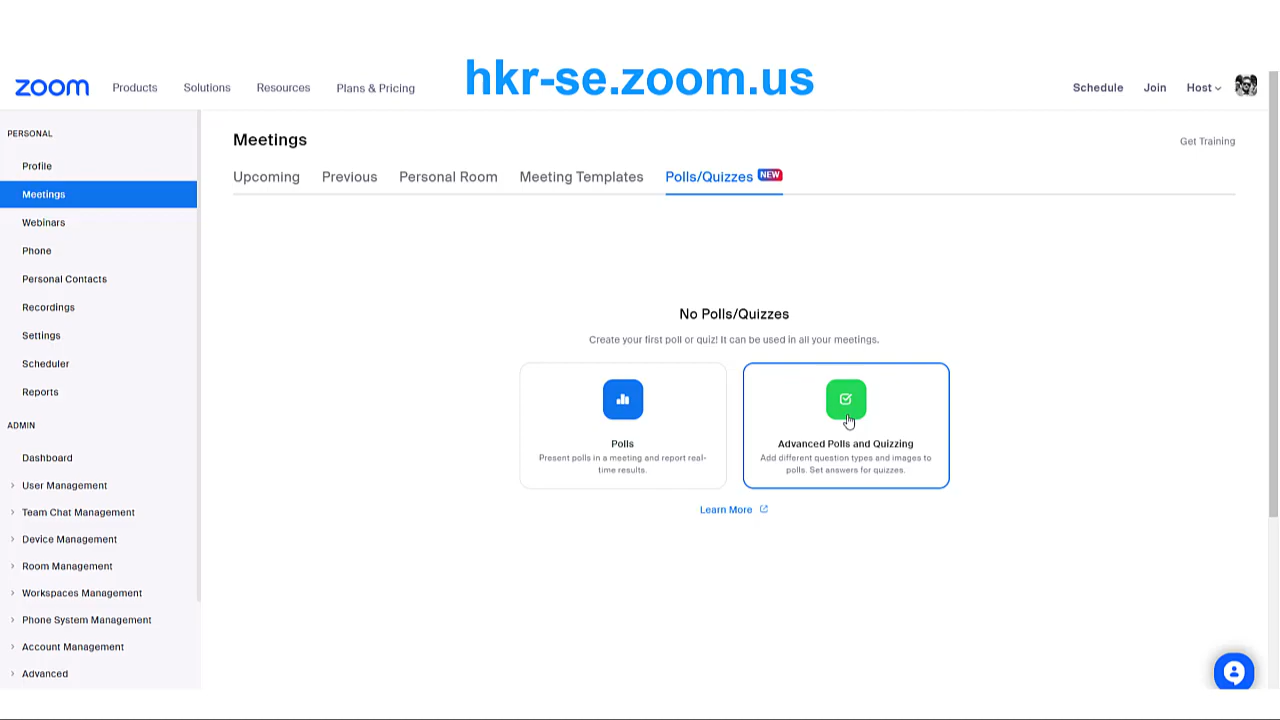 hkr-se.zoom.us
zoom Products Solutions Resources Plans & Pricing Schedule Join Host
PERSONAL
Profile
Meetings
Webinars
Phone
Personal Contacts
Recordings
Settings
Scheduler
Reports
ADMIN
Dashboard
User Management
Team Chat Management
Device Management
Room Management
Workspaces Management
Phone System Management
Account Management
Advanced
Meetings
Get Training
Upcoming Previous Personal Room Meeting Templates Polls/Quizzes NEW
No Polls/Quizzes
Create your first poll or quiz! It can be used in all your meetings.
Polls
Present polls in a meeting and report real-
time results.
Advanced Polls and Quizzing
Add different question types and images to
polls. Set answers for quizzes.
Learn More